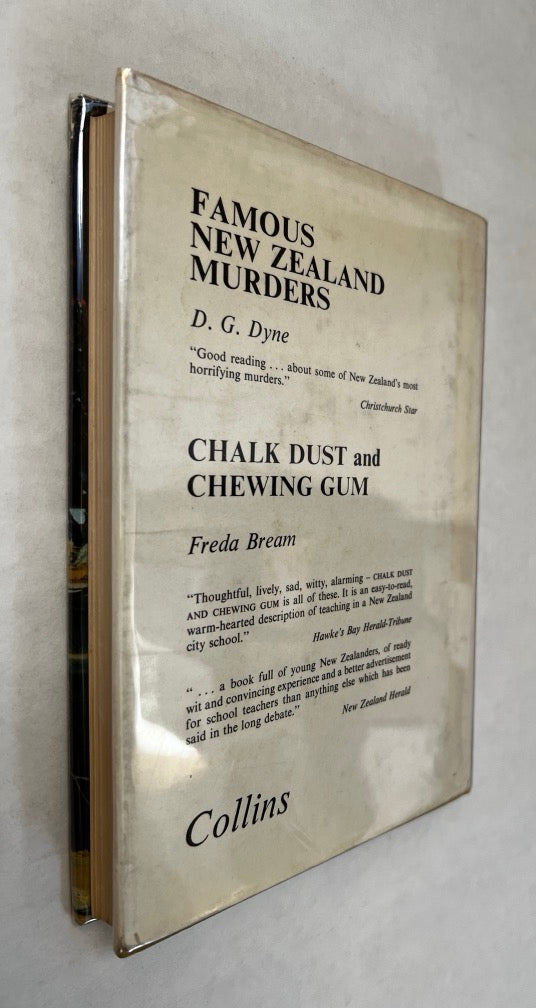 FAMOUS
NEW ZEALAND
MURDERS
D. G. Dyne
“Good reading . . . about some of New Zealand's most
horrifying murders.”
Christchurch Star
CHALK DUST and
CHEWING GUM
Freda Bream
“Thoughtful, lively, sad, witty, alarming – CHALK DUST
AND CHEWING GUM is all of these. It is an easy-to-read,
warm-hearted description of teaching in a New Zealand
city school.”
Hawke's Bay Herald-Tribune
“ . . . a book full of young New Zealanders, of ready
wit and convincing experience and a better advertisement
for school teachers than anything else which has been
said in the long debate.”
New Zealand Herald
Collins